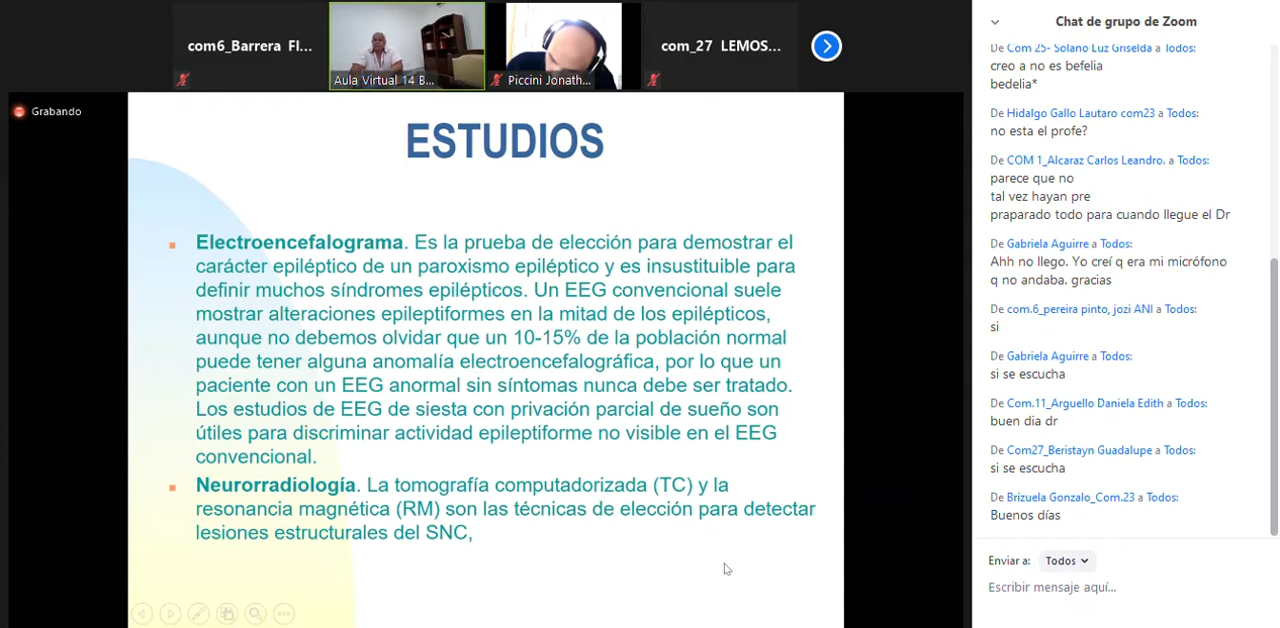 com6_Barrera FI...
Aula Virtual 14 B...
Piccini Jonath...
com_27 LEMOS...
Grabando
ESTUDIOS
Electroencefalograma. Es la prueba de elección para demostrar el
carácter epiléptico de un paroxismo epiléptico y es insustituible para
definir muchos síndromes epilépticos. Un EEG convencional suele
mostrar alteraciones epileptiformes en la mitad de los epilépticos,
aunque no debemos olvidar que un 10-15% de la población normal
puede tener alguna anomalía electroencefalográfica, por lo que un
paciente con un EEG anormal sin síntomas nunca debe ser tratado.
Los estudios de EEG de siesta con privación parcial de sueño son
útiles para discriminar actividad epileptiforme no visible en el EEG
convencional.
Neurorradiología. La tomografía computadorizada (TC) y la
resonancia magnética (RM) son las técnicas de elección para detectar
lesiones estructurales del SNC,
Chat de grupo de Zoom
De Com 25- Solano Luz Griselda a Todos:
creo a no es befelia
bedelia*
De Hidalgo Gallo Lautaro com23 a Todos:
no esta el profe?
De COM 1_Alcaraz Carlos Leandro. a Todos:
parece que no
tal vez hayan pre
praparado todo para cuando llegue el Dr
De Gabriela Aguirre a Todos:
Ahh no llego. Yo creí q era mi micrófono
q no andaba. gracias
De com.6_pereira pinto, jozi ANI a Todos:
si
De Gabriela Aguirre a Todos:
si se escucha
De Com.11_Arguello Daniela Edith a Todos:
buen dia dr
De Com27_Beristayn Guadalupe a Todos:
si se escucha
De Brizuela Gonzalo_Com.23 a Todos:
Buenos días
Enviar a: Todos
Escribir mensaje aquí...